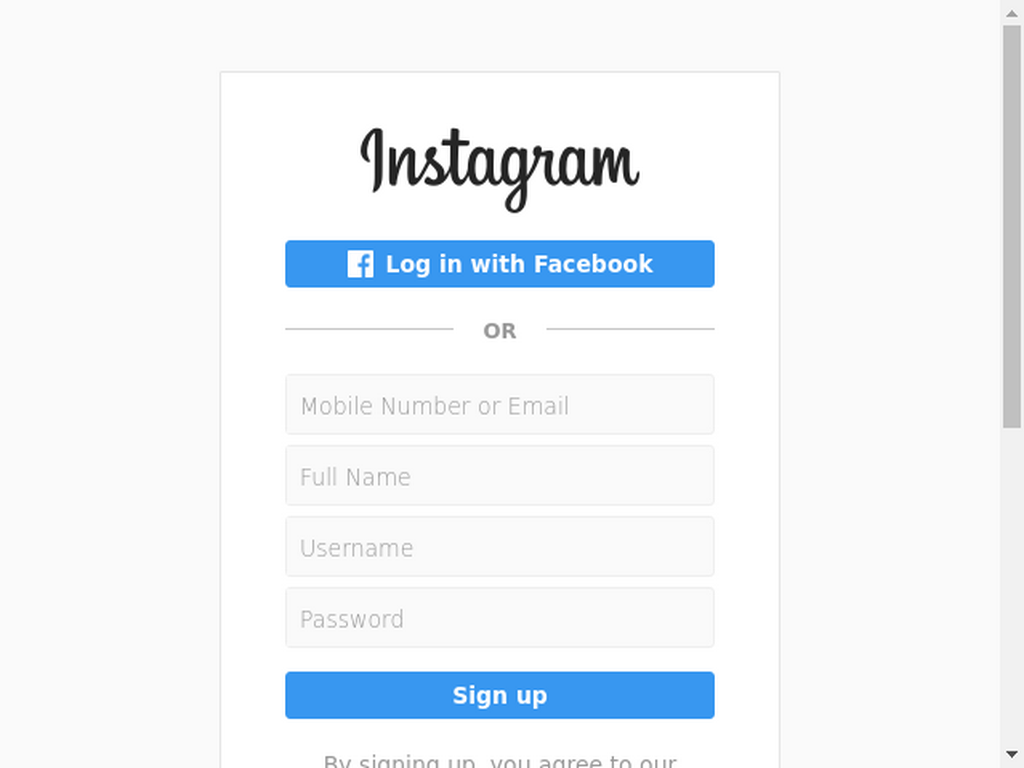 Instagram
Log in with Facebook
OR
Mobile Number or Email
Full Name
Username
Password
Sign up
By signing up, you agree to our